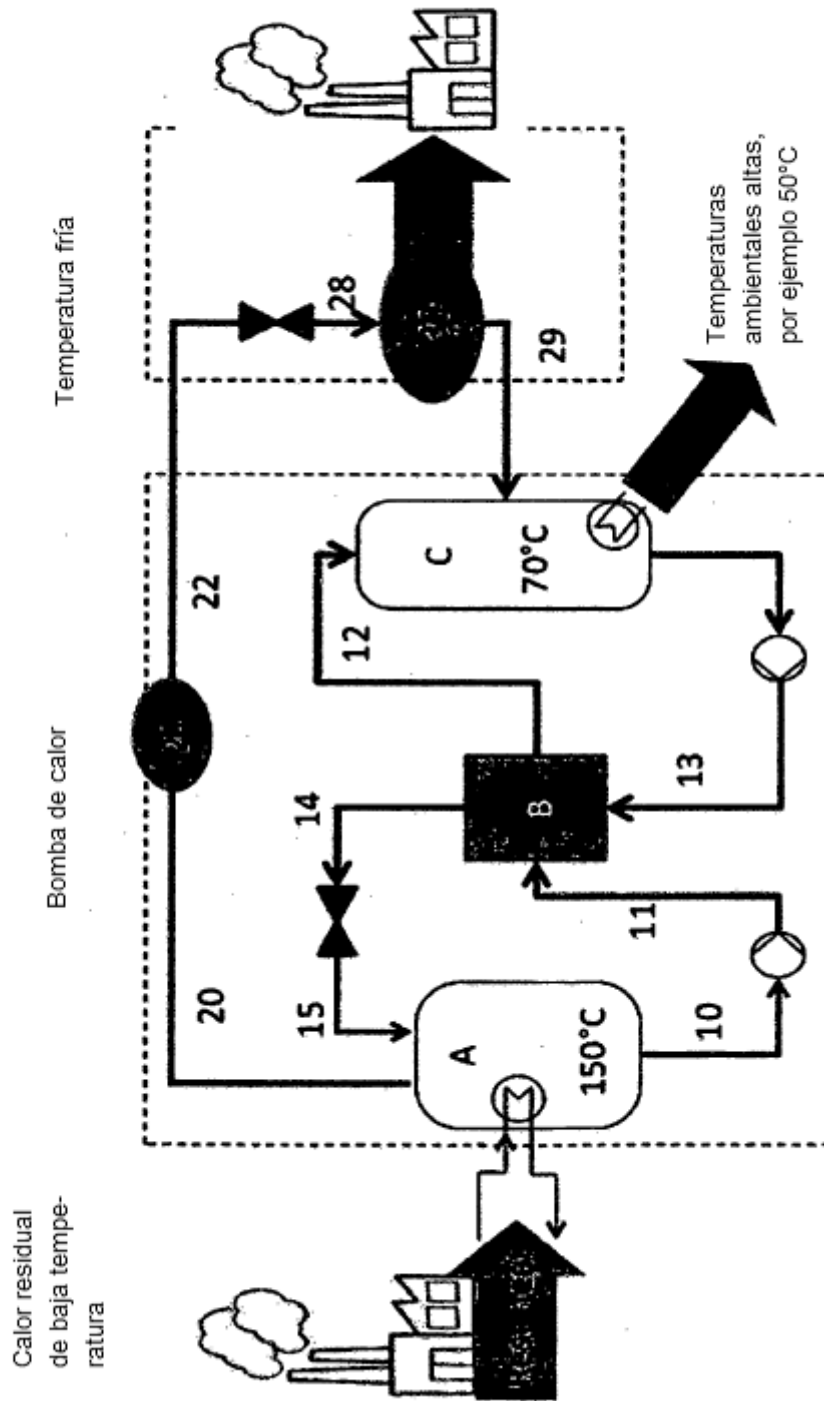 Calor residual
de baja tempe-
ratura
Bomba de calor
Temperatura fría
20
22
15
14
12
28
A
150°C
B
C
70°C
29
10
11
13
Temperaturas
ambientales altas,
por ejemplo 50°C